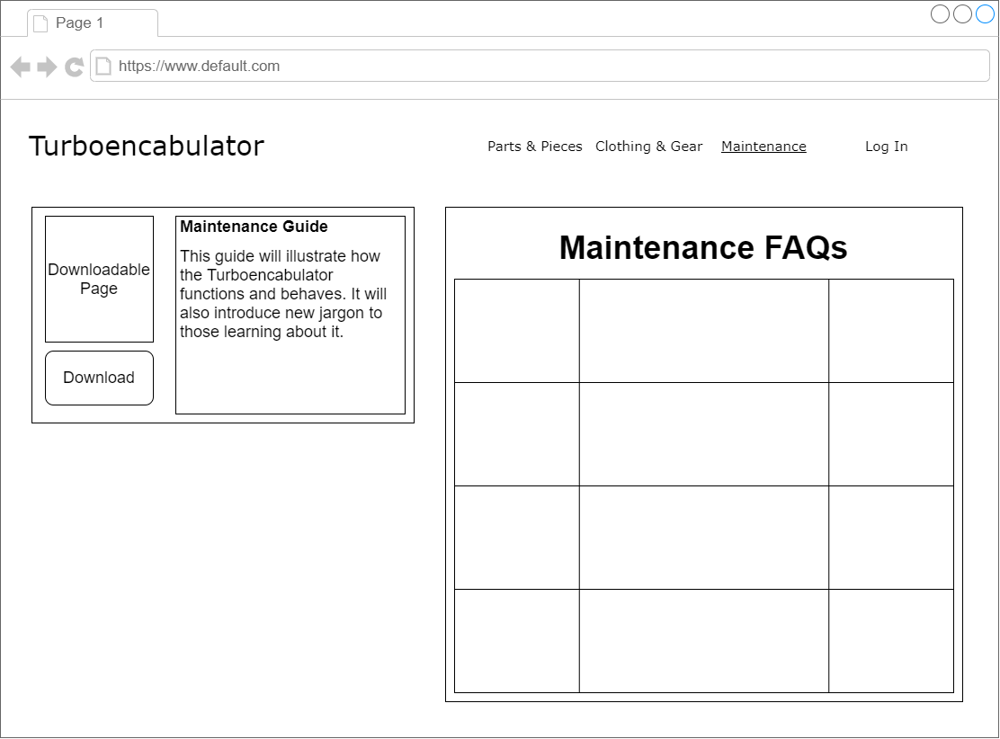 Page 1
https://www.default.com
Turboencabulator
Parts & Pieces
Clothing & Gear
Maintenance
Log In
Downloadable
Page
Download
Maintenance Guide
This guide will illustrate how
the Turboencabulator
functions and behaves. It will
also introduce new jargon to
those learning about it.
Maintenance FAQs